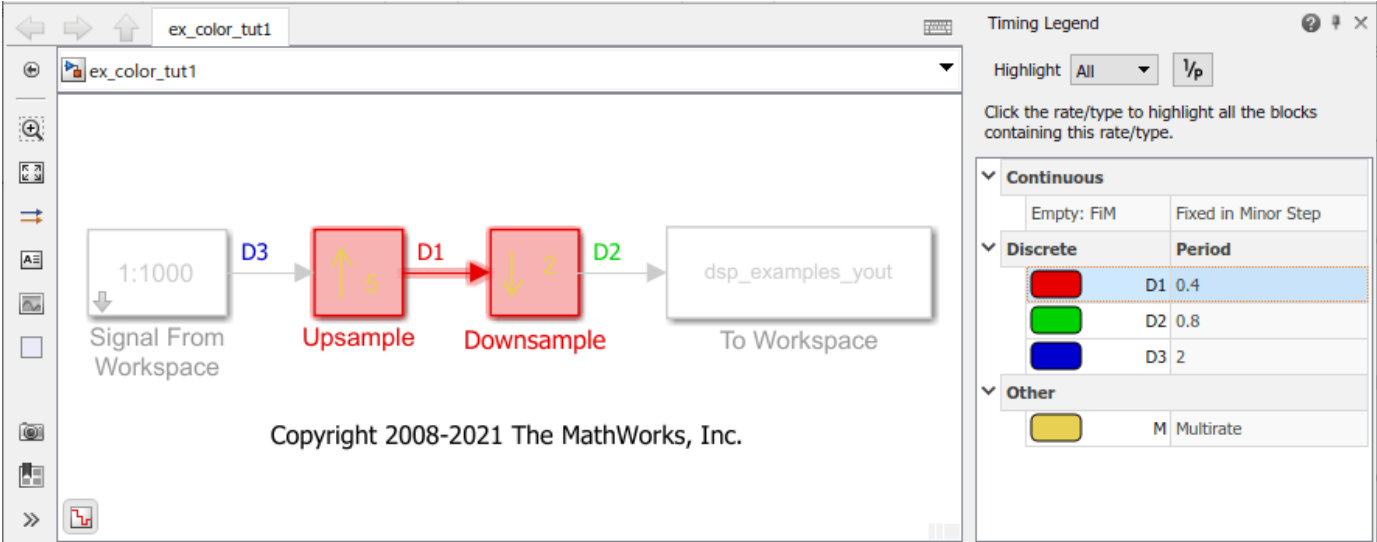 ex_color_tut1
ex_color_tut1
D3
D1
D2
1:1000
5
2
dsp_examples_yout
Signal From
Workspace
Upsample
Downsample
To Workspace
Copyright 2008-2021 The MathWorks, Inc.
Timing Legend
Highlight All 1/p
Click the rate/type to highlight all the blocks
containing this rate/type.
Continuous
Empty: FiM Fixed in Minor Step
Discrete Period
D1 0.4
D2 0.8
D3 2
Other
M Multirate